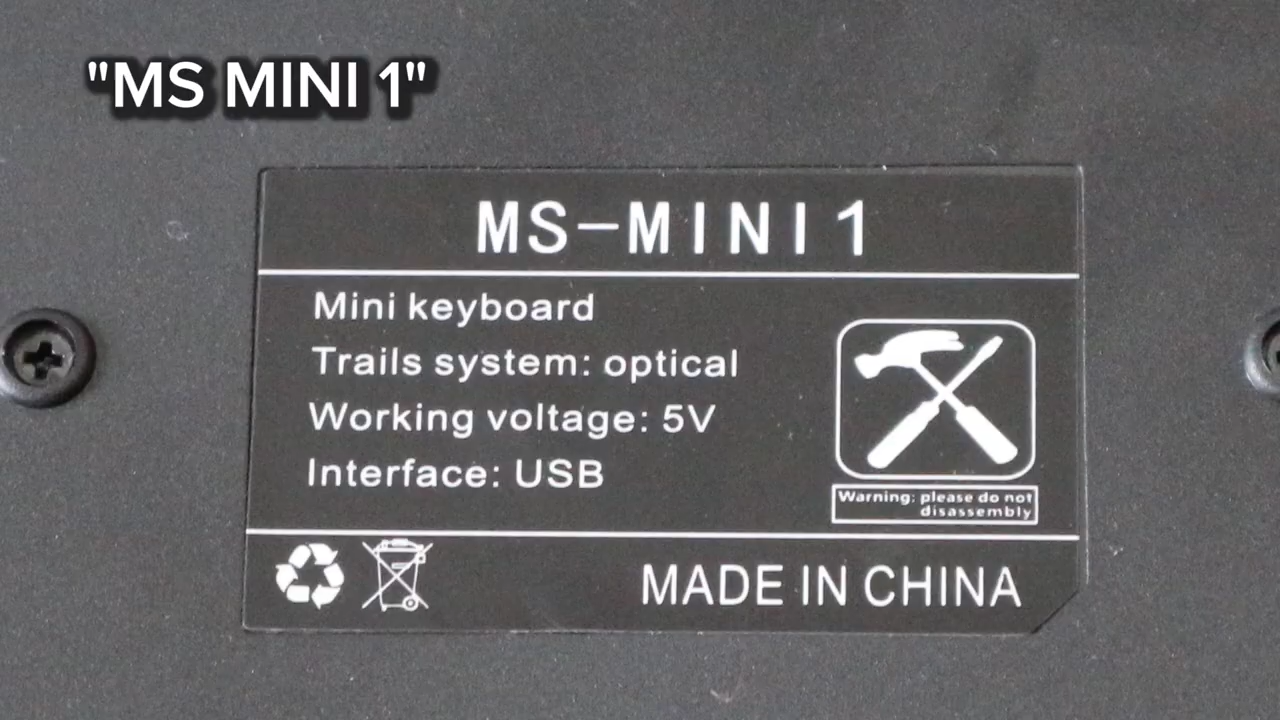 "MS MINI 1"
MS-MINI1
Mini keyboard
Trails system: optical
Working voltage: 5V
Interface: USB
Warning: please do not
disassembly
MADE IN CHINA